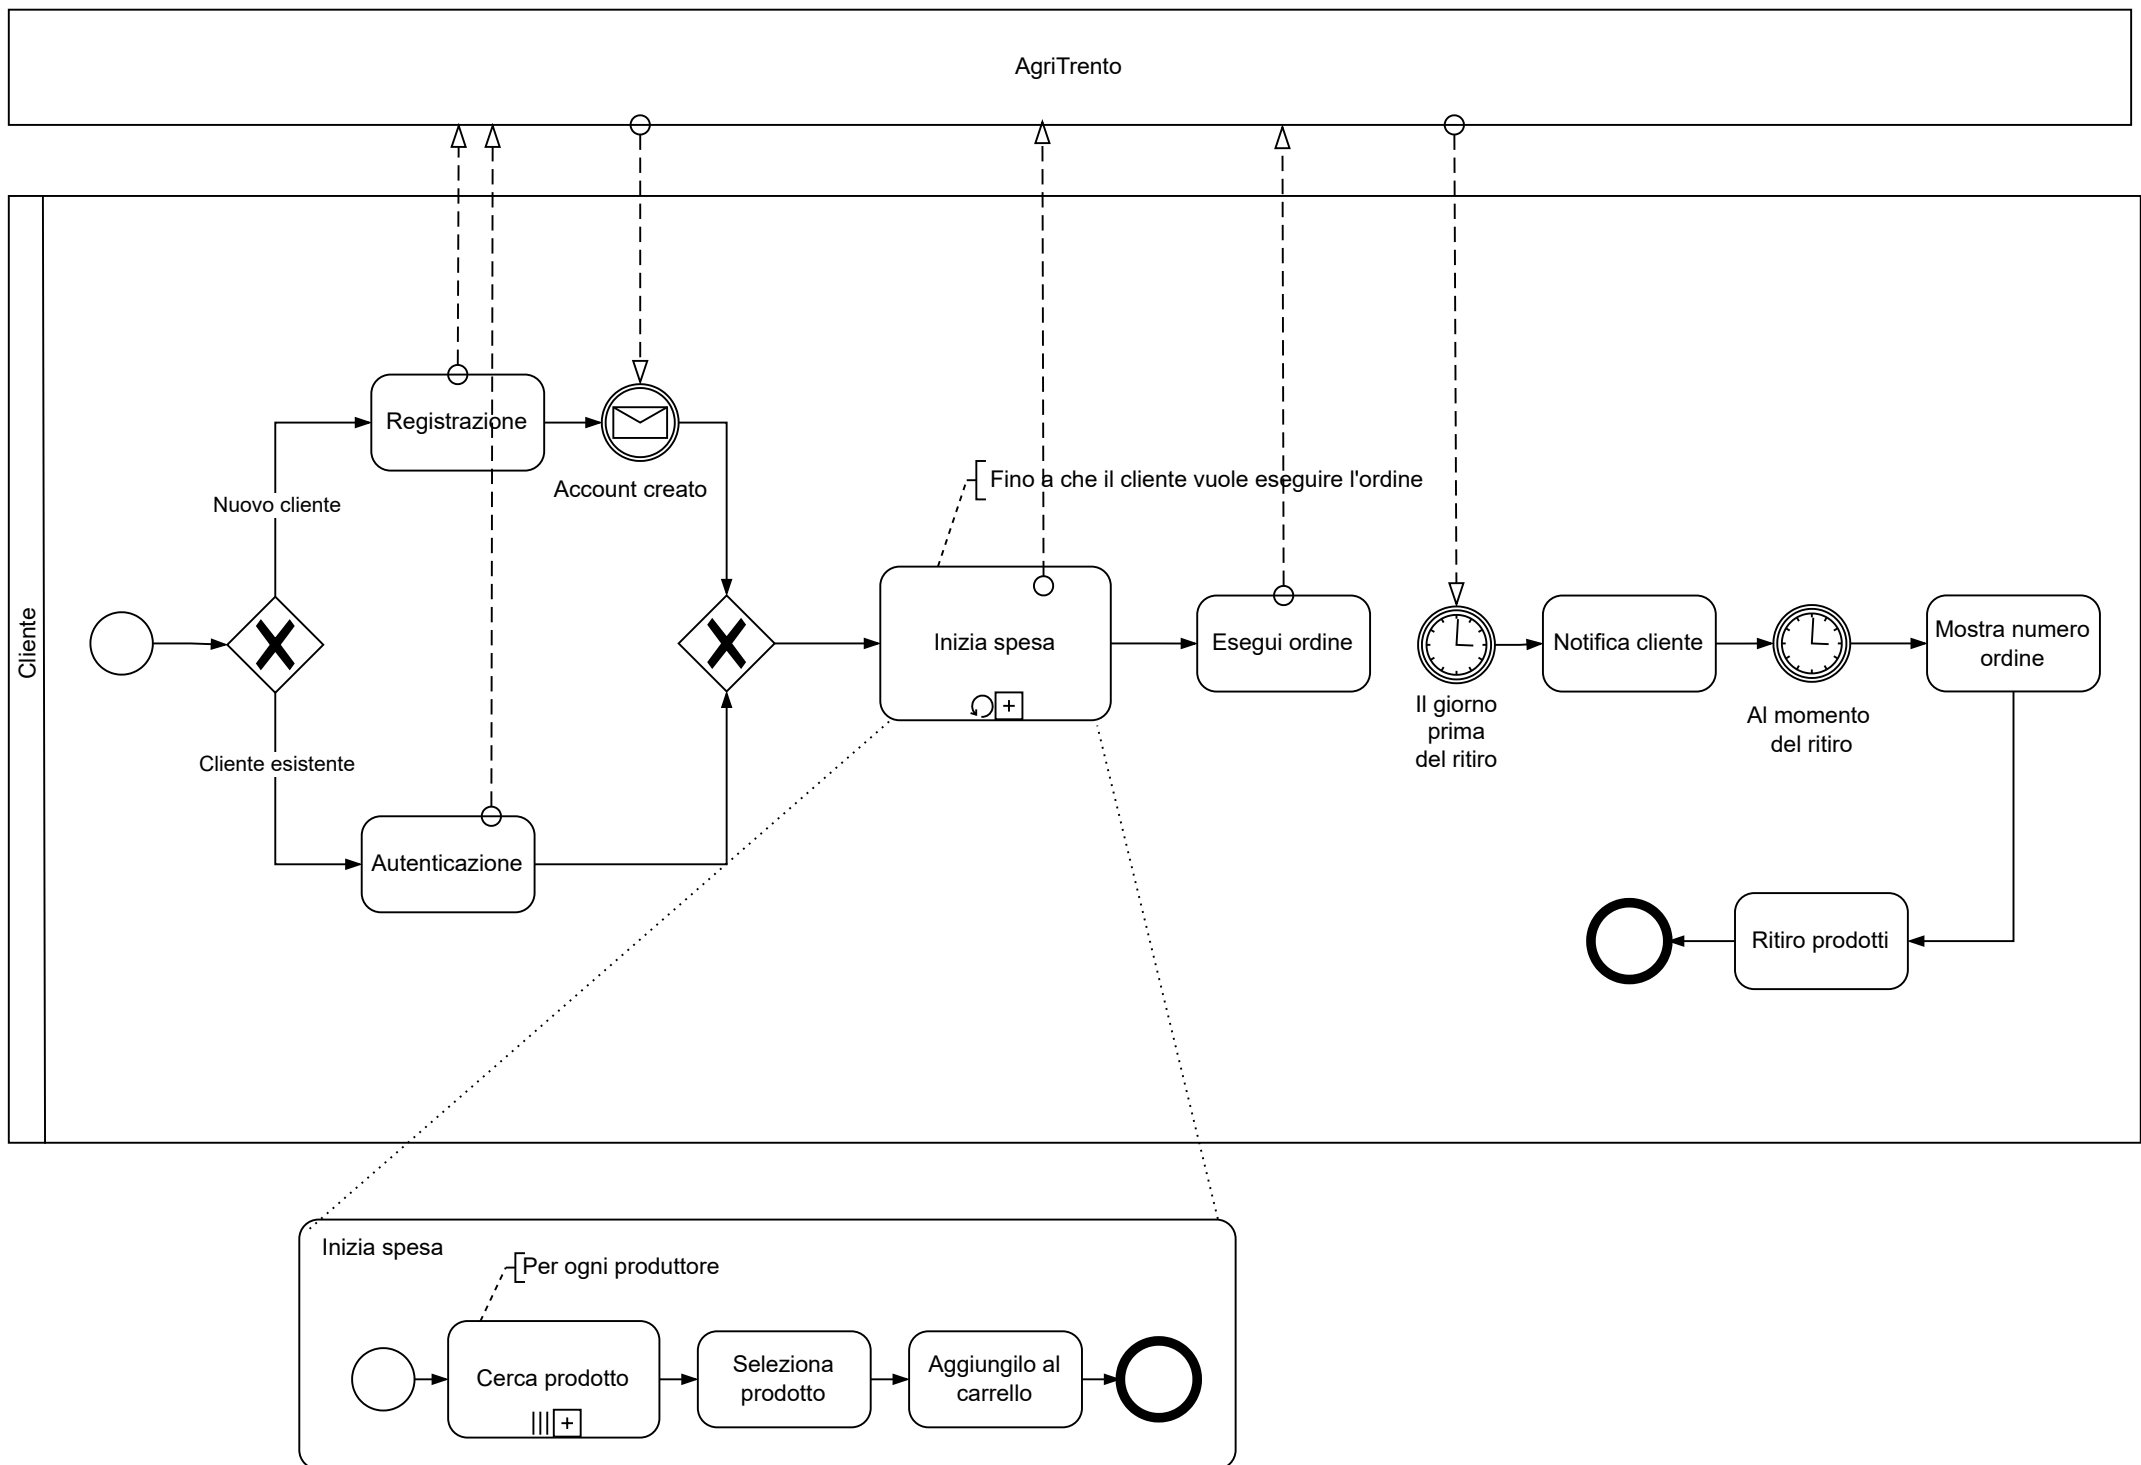 AgriTrento
Cliente
Registrazione
Account creato
Nuovo cliente
Fino a che il cliente vuole eseguire l'ordine
Inizia spesa
Esegui ordine
Notifica cliente
Mostra numero
ordine
Il giorno
prima
del ritiro
Al momento
del ritiro
Cliente esistente
Autenticazione
Ritiro prodotti
Inizia spesa
Per ogni produttore
Cerca prodotto
Seleziona
prodotto
Aggiungilo al
carrello